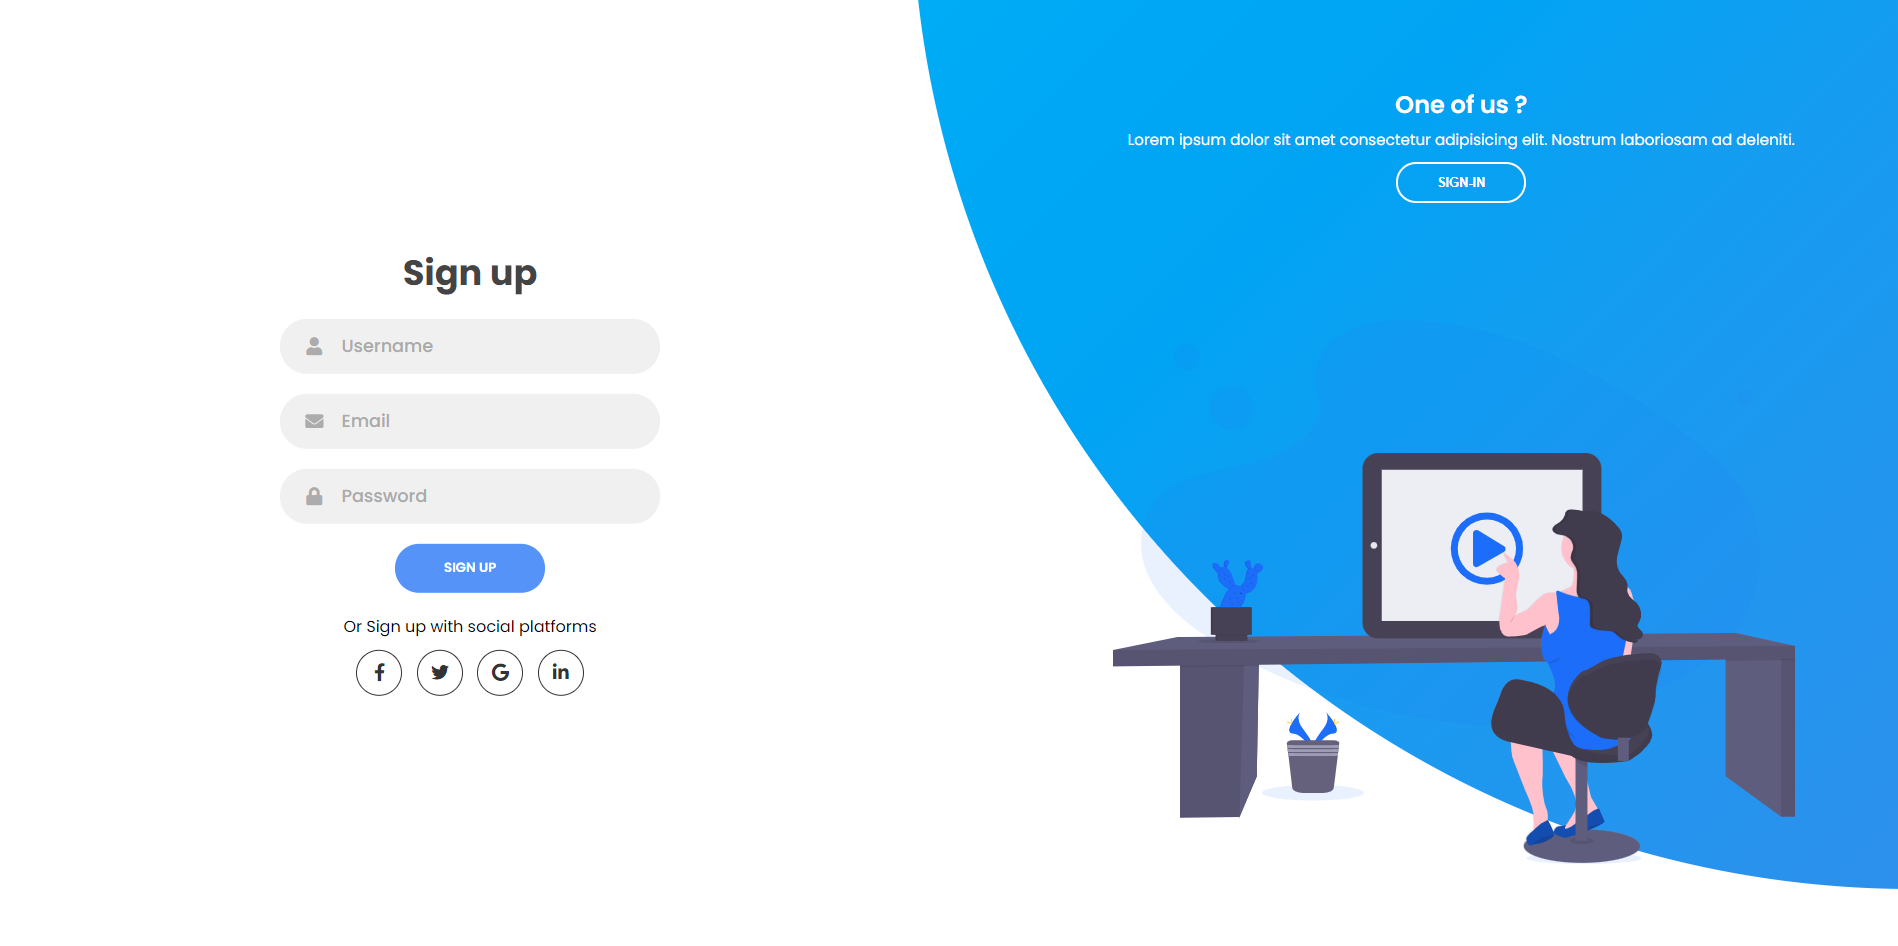 Sign up
Username
Email
Password
SIGN UP
Or Sign up with social platforms
One of us ?
Lorem ipsum dolor sit amet consectetur adipisicing elit. Nostrum laboriosam ad deleniti.
SIGN-IN